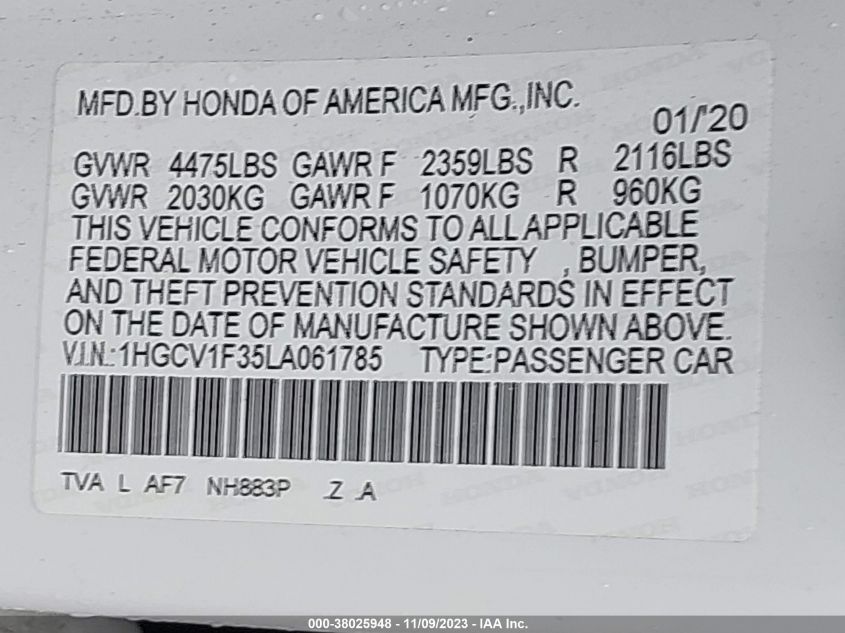 MFD.BY HONDA OF AMERICA MFG.,INC.
01/'20
GVWR 4475LBS GAWR F 2359LBS R 2116LBS
GVWR 2030KG GAWR F 1070KG R 960KG
THIS VEHICLE CONFORMS TO ALL APPLICABLE
FEDERAL MOTOR VEHICLE SAFETY , BUMPER,
AND THEFT PREVENTION STANDARDS IN EFFECT
ON THE DATE OF MANUFACTURE SHOWN ABOVE.
V.I.N.:1HGCV1F35LA061785 TYPE:PASSENGER CAR
TVA L AF7 NH883P .Z .A
000-38025948 - 11/09/2023 - IAA Inc.